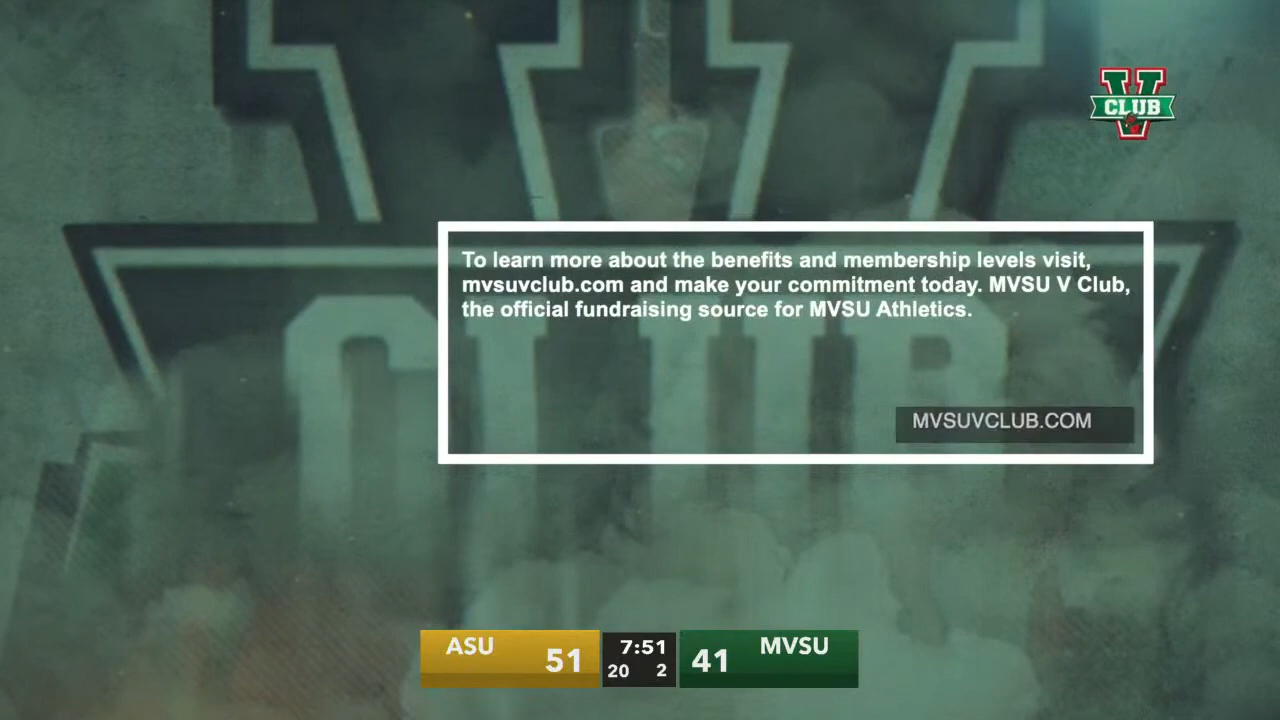 V
CLUB
To learn more about the benefits and membership levels visit,
mvsuvclub.com and make your commitment today. MVSU V Club,
the official fundraising source for MVSU Athletics.
MVSUVCLUB.COM
V
CLUB
ASU 51 7:51 41 MVSU
20 2